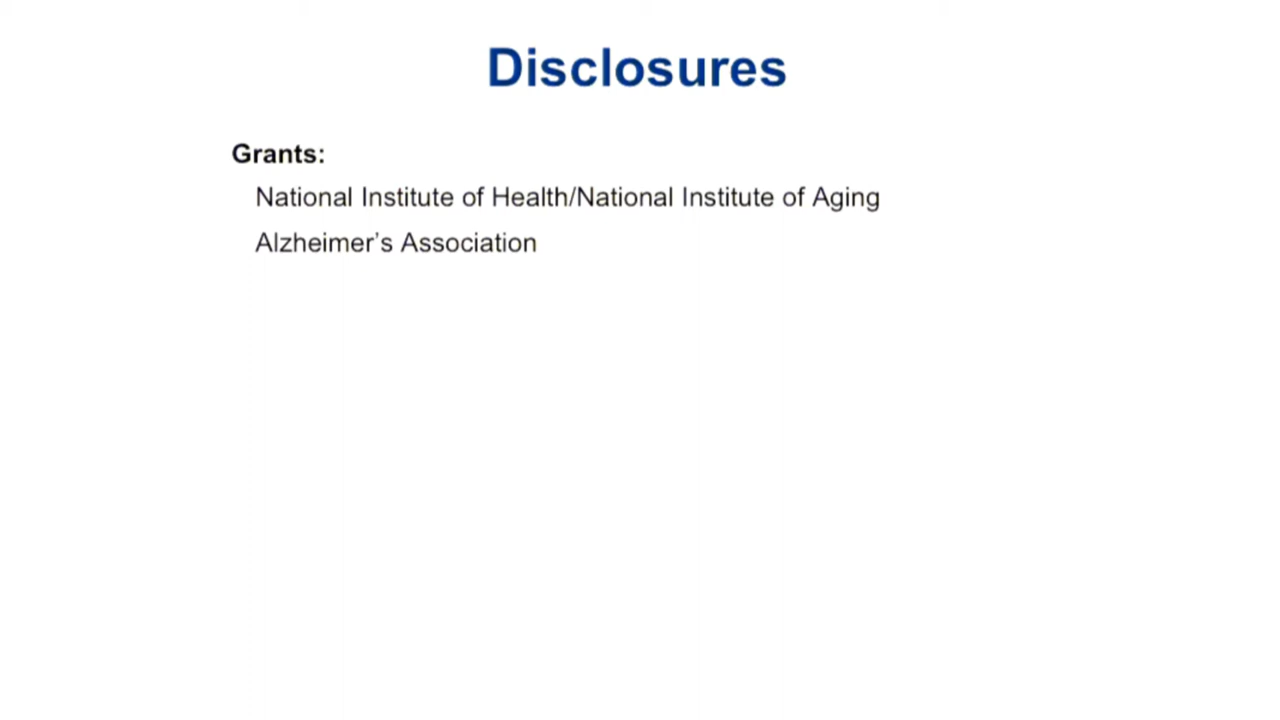 Disclosures
Grants:
National Institute of Health/National Institute of Aging
Alzheimer’s Association